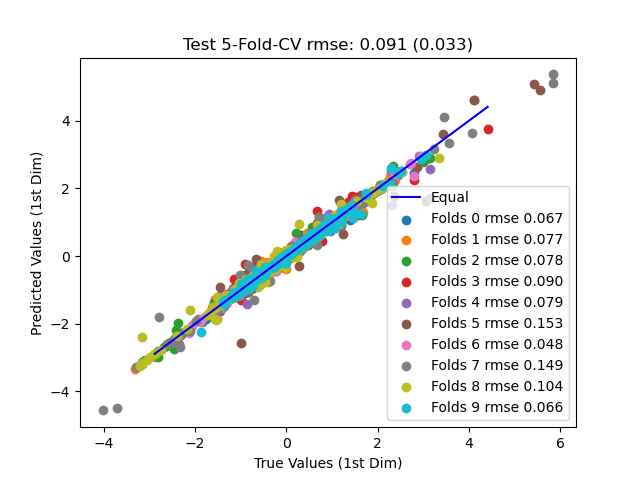 Test 5-Fold-CV rmse: 0.091 (0.033)
Predicted Values (1st Dim)
4
2
0
−2
−4
Equal
Folds 0 rmse 0.067
Folds 1 rmse 0.077
Folds 2 rmse 0.078
Folds 3 rmse 0.090
Folds 4 rmse 0.079
Folds 5 rmse 0.153
Folds 6 rmse 0.048
Folds 7 rmse 0.149
Folds 8 rmse 0.104
Folds 9 rmse 0.066
−4 −2 0 2 4 6
True Values (1st Dim)